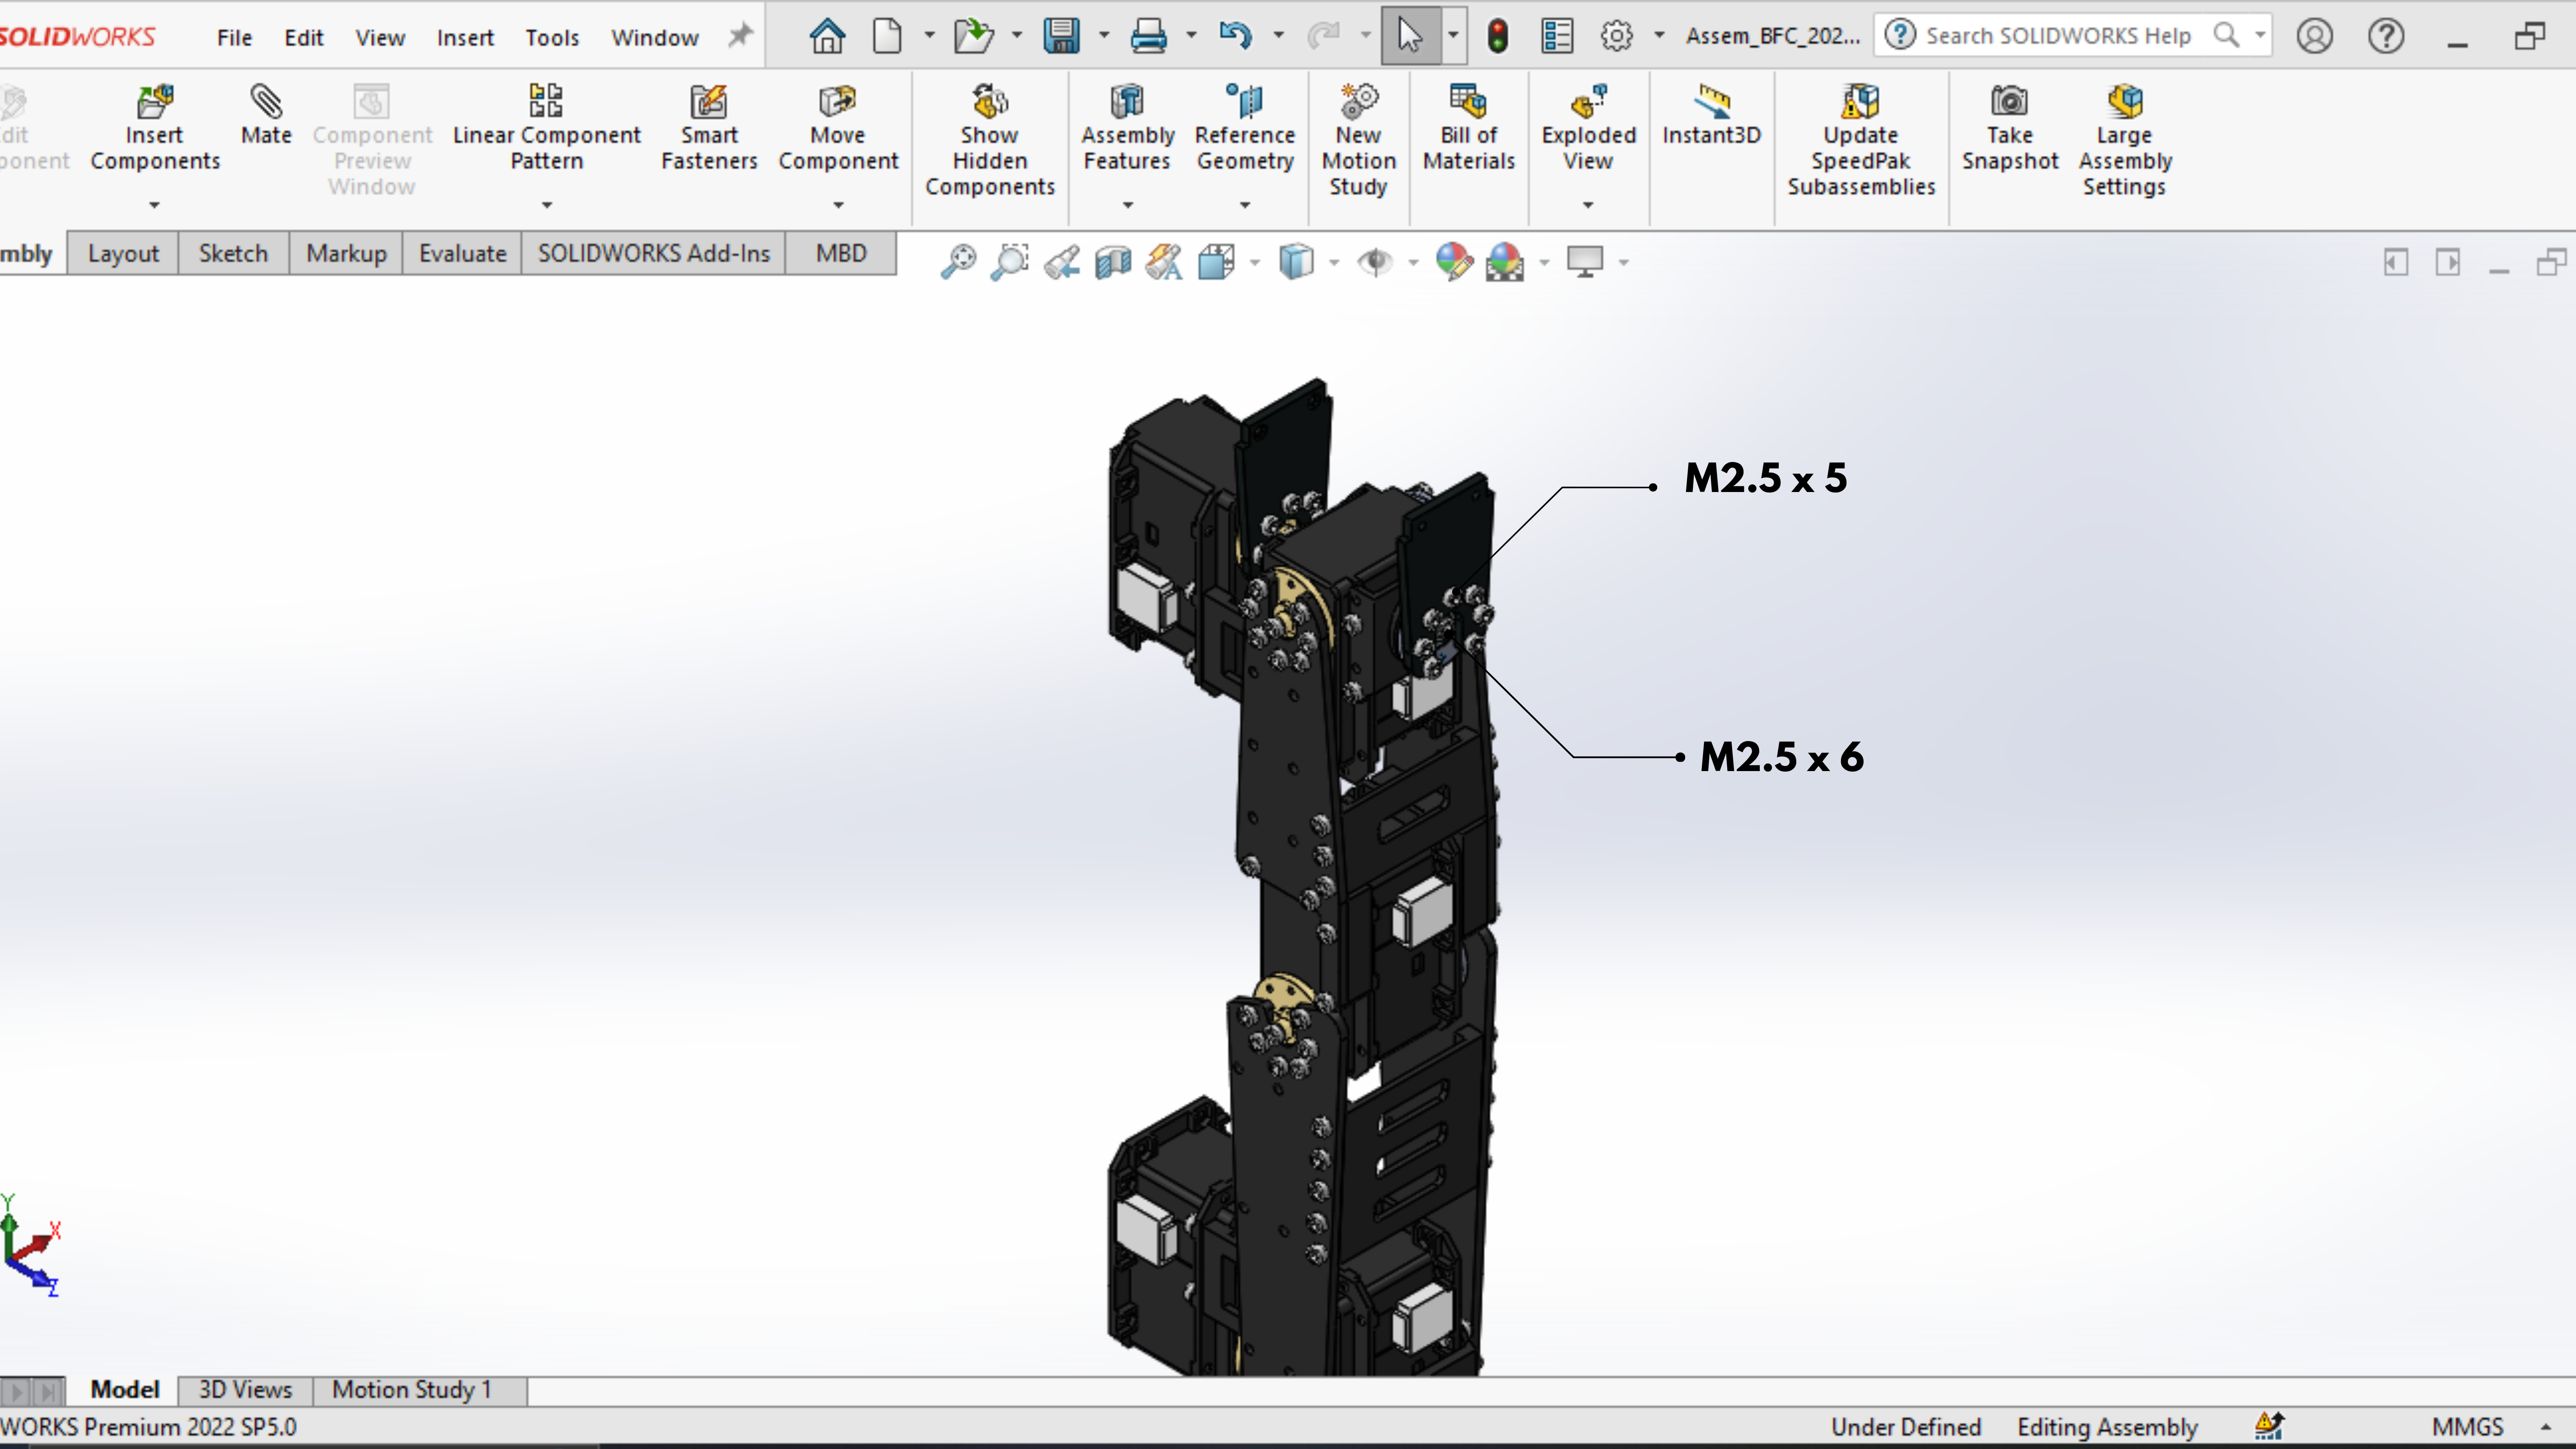 SOLIDWORKS File Edit View Insert Tools Window Assem_BFC_202... Search SOLIDWORKS Help
Insert Components
Mate
Component Preview Window
Linear Component Pattern
Smart Fasteners
Move Component
Show Hidden Components
Assembly Features
Reference Geometry
New Motion Study
Bill of Materials
Exploded View
Instant3D
Update SpeedPak Subassemblies
Take Snapshot
Large Assembly Settings
mbly Layout Sketch Markup Evaluate SOLIDWORKS Add-Ins MBD
M2.5 x 5
M2.5 x 6
Y
X
Z
Model 3D Views Motion Study 1
WORKS Premium 2022 SP5.0 Under Defined Editing Assembly MMGS